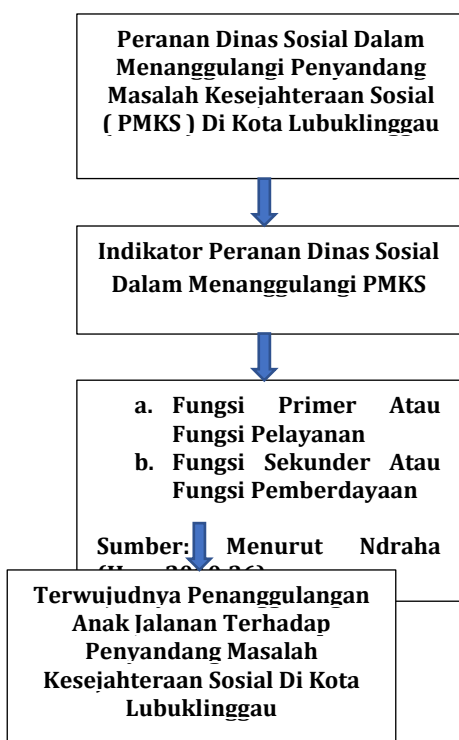 Peranan Dinas Sosial Dalam
Menanggulangi Penyandang
Masalah Kesejahteraan Sosial
( PMKS ) Di Kota Lubuklinggau
Indikator Peranan Dinas Sosial
Dalam Menanggulangi PMKS
a. Fungsi Primer Atau
Fungsi Pelayanan
b. Fungsi Sekunder Atau
Fungsi Pemberdayaan
Sumber: Menurut Ndraha
Terwujudnya Penanggulangan
Anak Jalanan Terhadap
Penyandang Masalah
Kesejahteraan Sosial Di Kota
Lubuklinggau